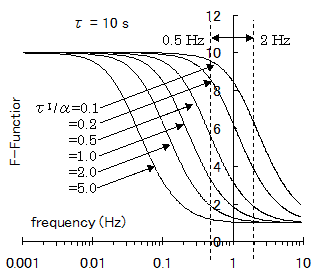 τ = 10 s
12
0.5 Hz
2 Hz
10
8
6
4
2
0
F-Function
τ I/α=0.1
=0.2
=0.5
=1.0
=2.0
=5.0
frequency (Hz)
0.001
0.01
0.1
1
10